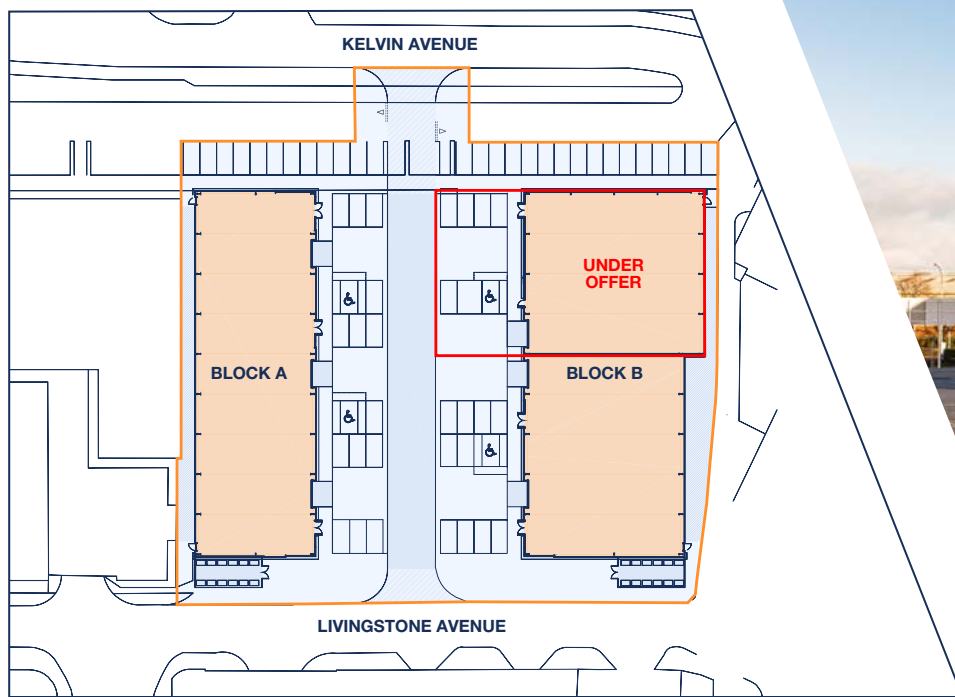 KELVIN AVENUE
UNDER
OFFER
BLOCK A
BLOCK B
LIVINGSTONE AVENUE